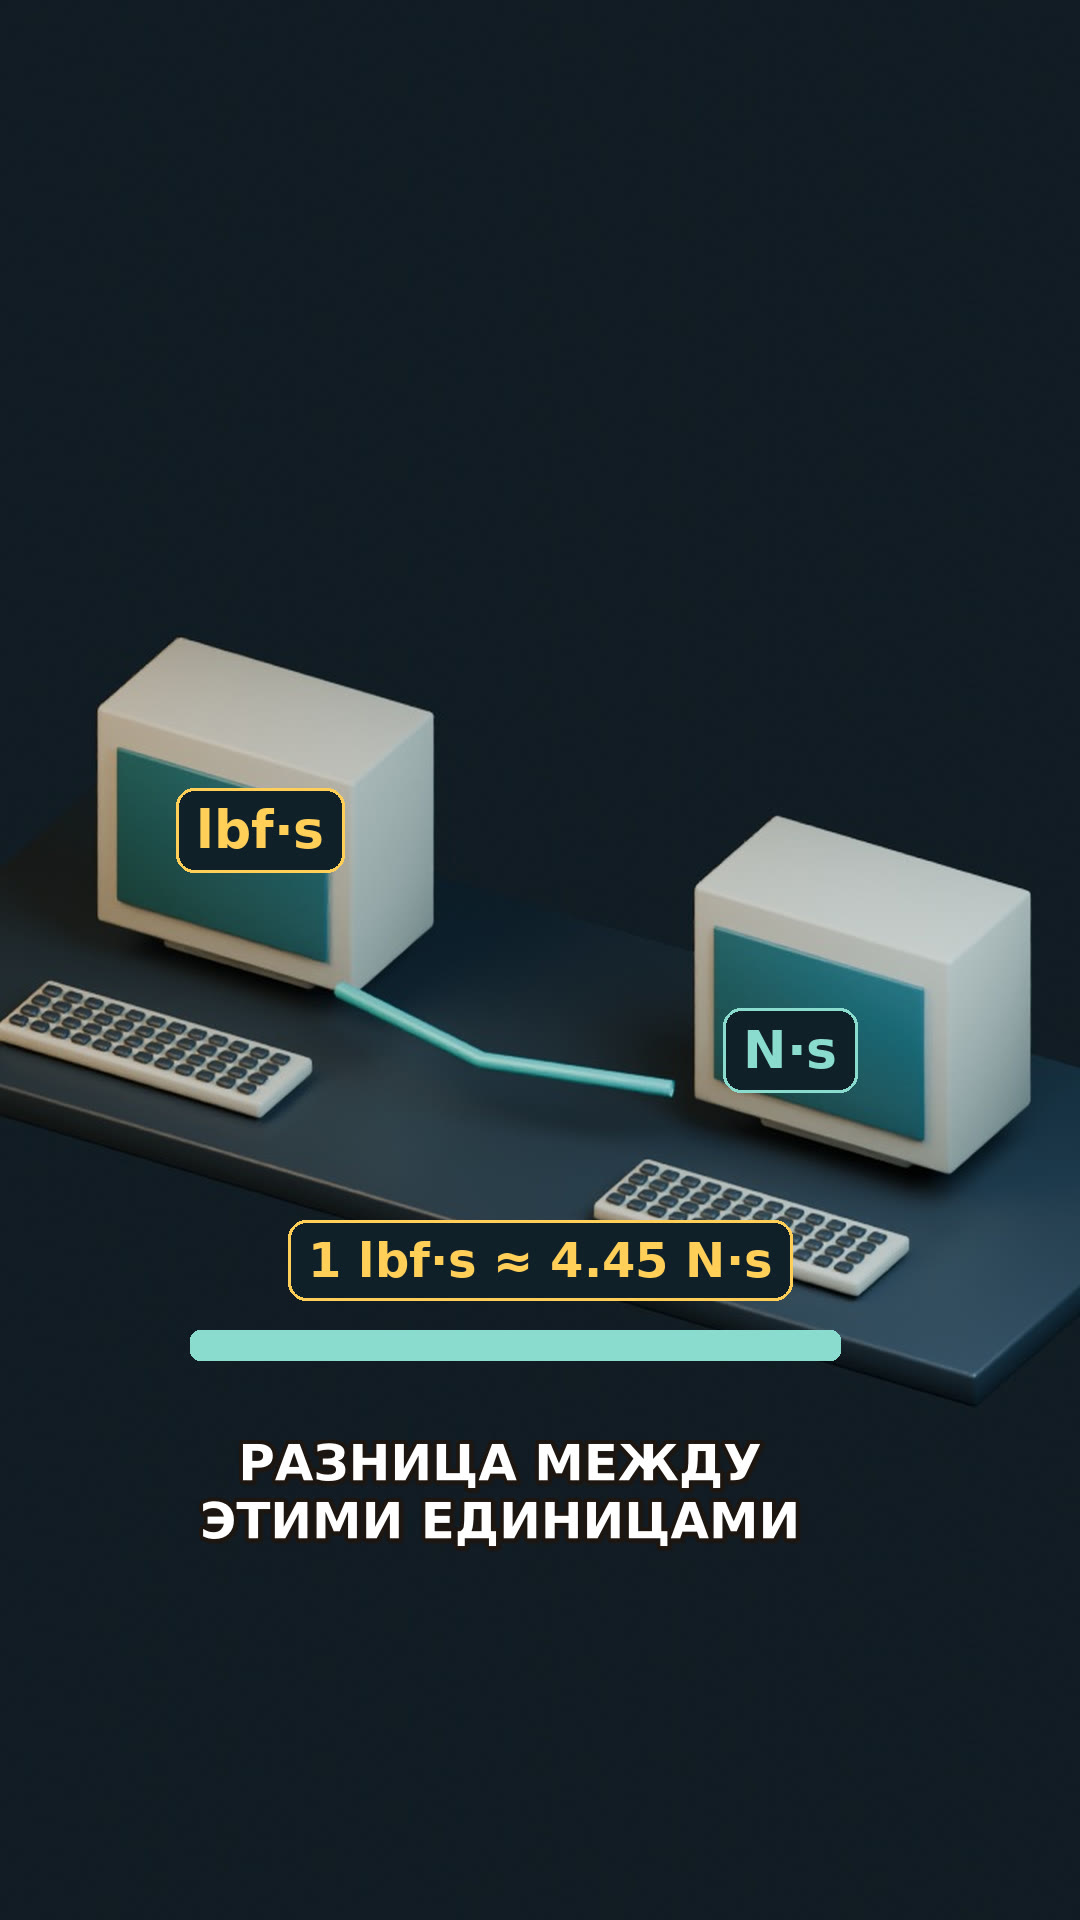 lbf·s
N·s
1 lbf·s ≈ 4.45 N·s
РАЗНИЦА МЕЖДУ
ЭТИМИ ЕДИНИЦАМИ